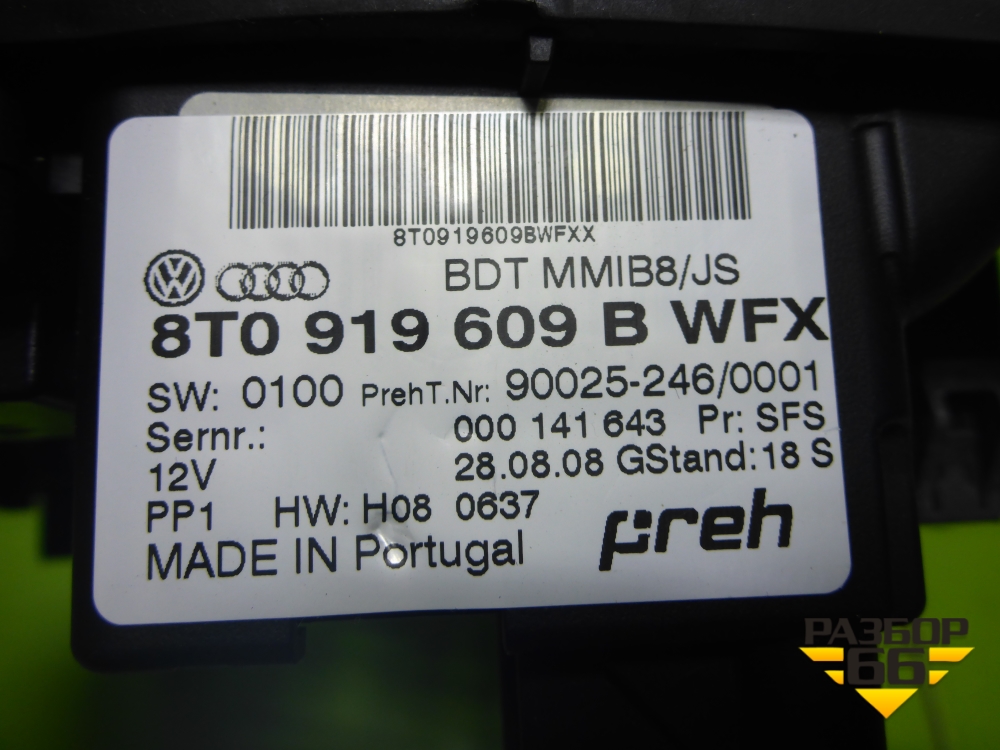 8T0919609BWFXX
BDT MMIB8/JS
8T0 919 609 B WFX
SW: 0100 PrehT.Nr: 90025-246/0001
Sernr.: 000 141 643 Pr: SFS
12V 28.08.08 GStand:18 S
PP1 HW: H08 0637
MADE IN Portugal
preh
РАЗБОР
66